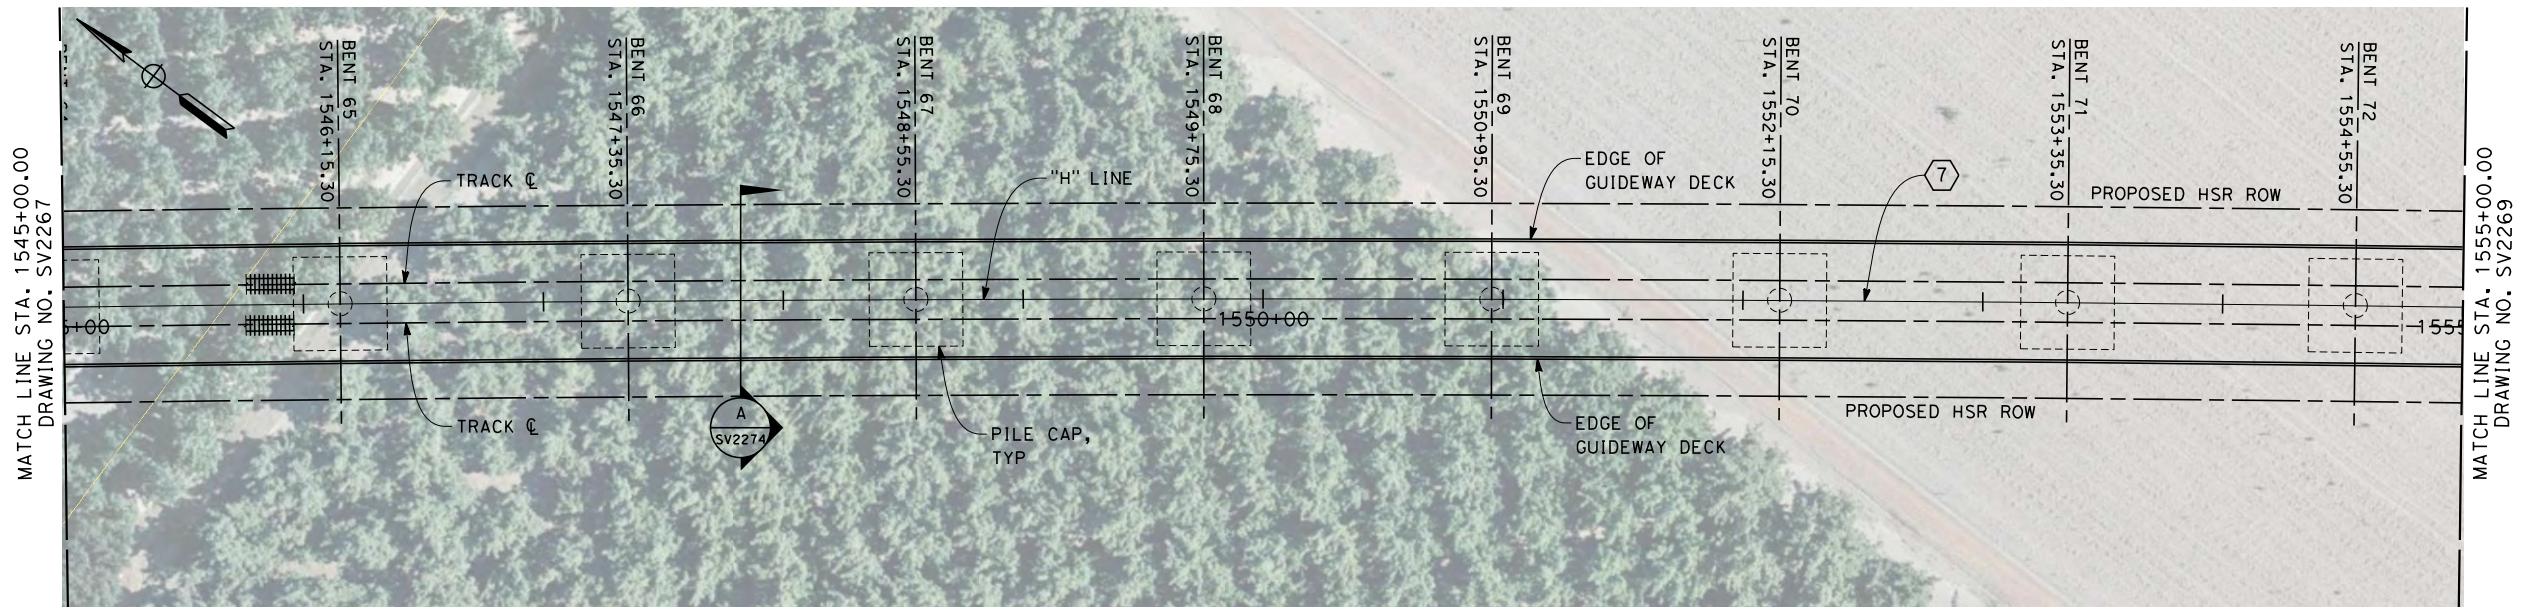 MATCH LINE STA. 1545+00.00
DRAWING NO. SV2267
BENT 65
STA. 1546+15.30
BENT 66
STA. 1547+35.30
BENT 67
STA. 1548+55.30
BENT 68
STA. 1549+75.30
BENT 69
STA. 1550+95.30
BENT 70
STA. 1552+15.30
BENT 71
STA. 1553+35.30
BENT 72
STA. 1554+55.30
TRACK ℄
"H" LINE
EDGE OF
GUIDEWAY DECK
7
PROPOSED HSR ROW
5+00
1550+00
1555
A
SV2274
TRACK ℄
PILE CAP,
TYP
EDGE OF
GUIDEWAY DECK
PROPOSED HSR ROW
MATCH LINE STA. 1555+00.00
DRAWING NO. SV2269